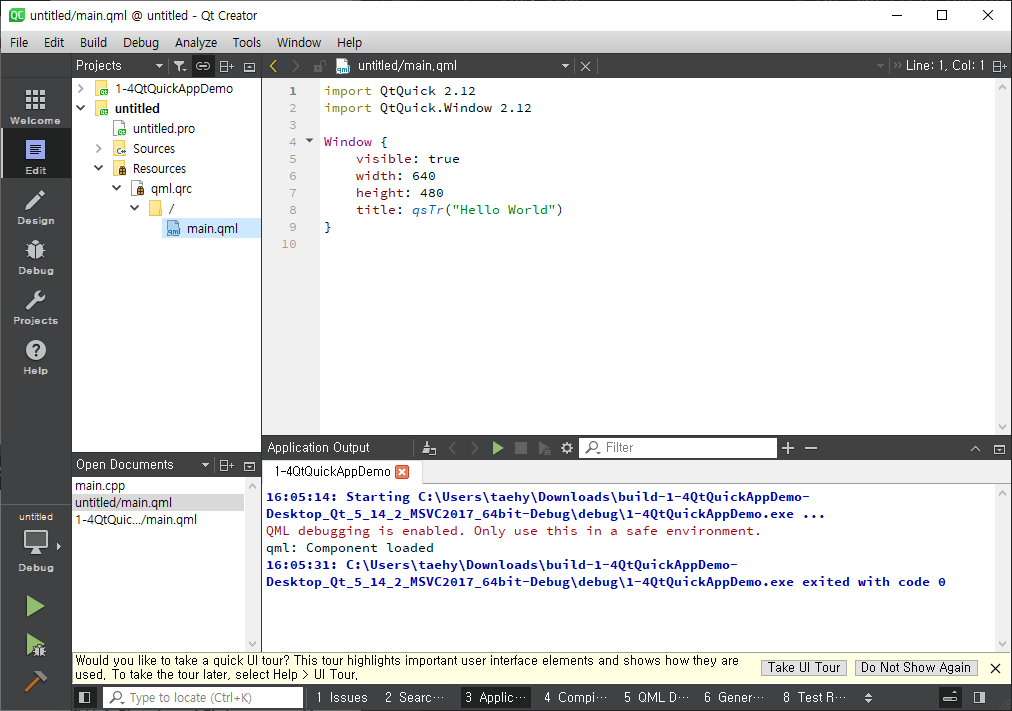 QC untitled/main.qml @ untitled - Qt Creator
File Edit Build Debug Analyze Tools Window Help
Projects
untitled/main.qml
Line: 1, Col: 1
Welcome
Edit
Design
Debug
Projects
Help
1-4QtQuickAppDemo
untitled
untitled.pro
Sources
Resources
qml.qrc
/
main.qml
1 import QtQuick 2.12
2 import QtQuick.Window 2.12
3
4 Window {
5 visible: true
6 width: 640
7 height: 480
8 title: qsTr("Hello World")
9 }
10
Open Documents
main.cpp
untitled/main.qml
1-4QtQuic.../main.qml
untitled
Debug
Application Output
Filter
1-4QtQuickAppDemo
16:05:14: Starting C:\Users\taehy\Downloads\build-1-4QtQuickAppDemo-
Desktop_Qt_5_14_2_MSVC2017_64bit-Debug\debug\1-4QtQuickAppDemo.exe ...
QML debugging is enabled. Only use this in a safe environment.
qml: Component loaded
16:05:31: C:\Users\taehy\Downloads\build-1-4QtQuickAppDemo-
Desktop_Qt_5_14_2_MSVC2017_64bit-Debug\debug\1-4QtQuickAppDemo.exe exited with code 0
Would you like to take a quick UI tour? This tour highlights important user interface elements and shows how they are
used. To take the tour later, select Help > UI Tour.
Take UI Tour
Do Not Show Again
Type to locate (Ctrl+K)
1 Issues 2 Searc··· 3 Applic··· 4 Compi··· 5 QML D··· 6 Gener··· 8 Test R···